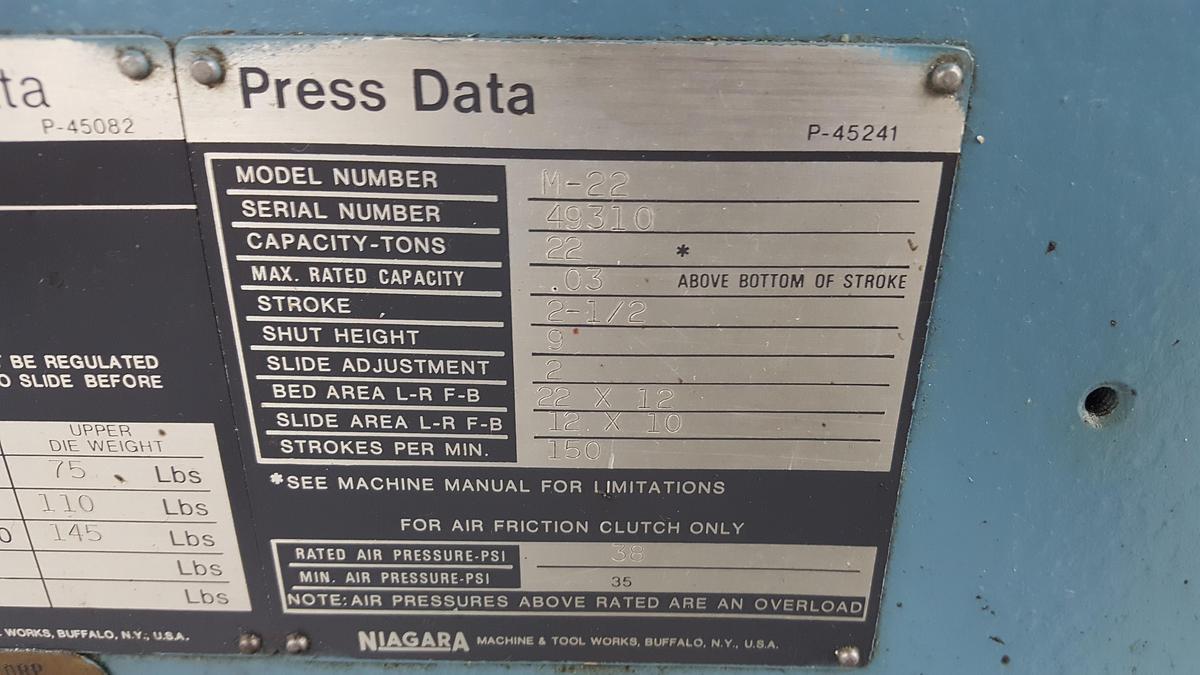 ta
P-45082
BE REGULATED
SLIDE BEFORE
UPPER
DIE WEIGHT
75 Lbs
110 Lbs
0 145 Lbs
Lbs
Lbs
WORKS, BUFFALO, N.Y., U.S.A.
Press Data
P-45241
MODEL NUMBER M-22
SERIAL NUMBER 49310
CAPACITY-TONS 22 *
MAX. RATED CAPACITY .03 ABOVE BOTTOM OF STROKE
STROKE 2-1/2
SHUT HEIGHT 9
SLIDE ADJUSTMENT 2
BED AREA L-R F-B 22 X 12
SLIDE AREA L-R F-B 12 X 10
STROKES PER MIN. 150
*SEE MACHINE MANUAL FOR LIMITATIONS
FOR AIR FRICTION CLUTCH ONLY
RATED AIR PRESSURE-PSI 38
MIN. AIR PRESSURE-PSI 35
NOTE: AIR PRESSURES ABOVE RATED ARE AN OVERLOAD
NIAGARA MACHINE & TOOL WORKS, BUFFALO, N.Y., U.S.A.